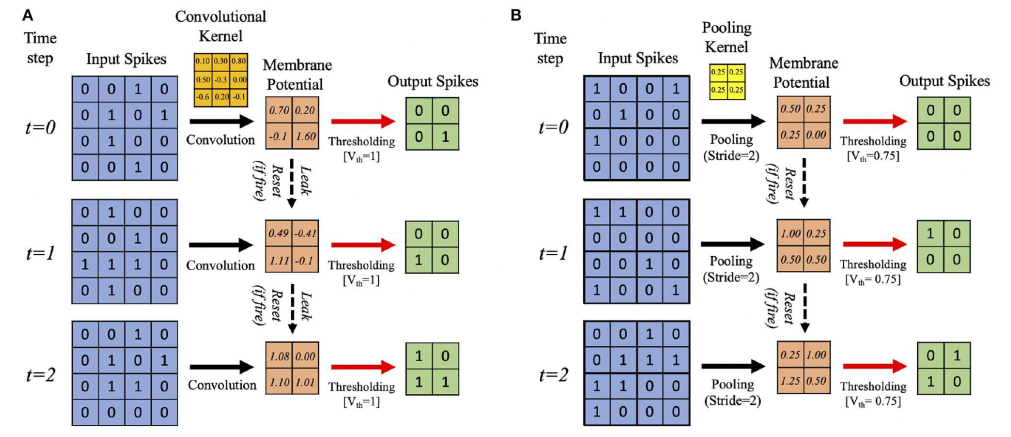 A
Time
step
Input Spikes
Convolutional
Kernel
0.10 0.30 0.80
0.50 -0.3 0.00
-0.6 0.20 -0.1
Membrane
Potential
Output Spikes
t=0
0 0 1 0
0 1 0 1
0 0 1 0
0 0 1 0
Convolution
0.70 0.20
-0.1 1.60
Thresholding
[Vth=1]
0 0
0 1
Reset
(if fire)
Leak
t=1
0 1 0 0
0 0 1 0
1 1 1 0
0 0 1 0
Convolution
0.49 -0.41
1.11 -0.1
Thresholding
[Vth=1]
0 0
1 0
Reset
(if fire)
Leak
t=2
0 0 1 0
0 1 0 1
0 1 1 0
0 0 0 0
Convolution
1.08 0.00
1.10 1.01
Thresholding
[Vth=1]
1 0
1 1
B
Time
step
Input Spikes
Pooling
Kernel
0.25 0.25
0.25 0.25
Membrane
Potential
Output Spikes
t=0
1 0 0 1
0 1 0 0
1 0 0 0
0 0 0 0
Pooling
(Stride=2)
0.50 0.25
0.25 0.00
Thresholding
[Vth=0.75]
0 0
0 0
Reset
(if fire)
t=1
1 1 0 0
0 0 0 0
0 0 1 0
1 0 0 1
Pooling
(Stride=2)
1.00 0.25
0.50 0.50
Thresholding
[Vth= 0.75]
1 0
0 0
Reset
(if fire)
t=2
0 0 1 0
0 1 1 1
1 1 0 0
1 0 0 0
Pooling
(Stride=2)
0.25 1.00
1.25 0.50
Thresholding
[Vth= 0.75]
0 1
1 0